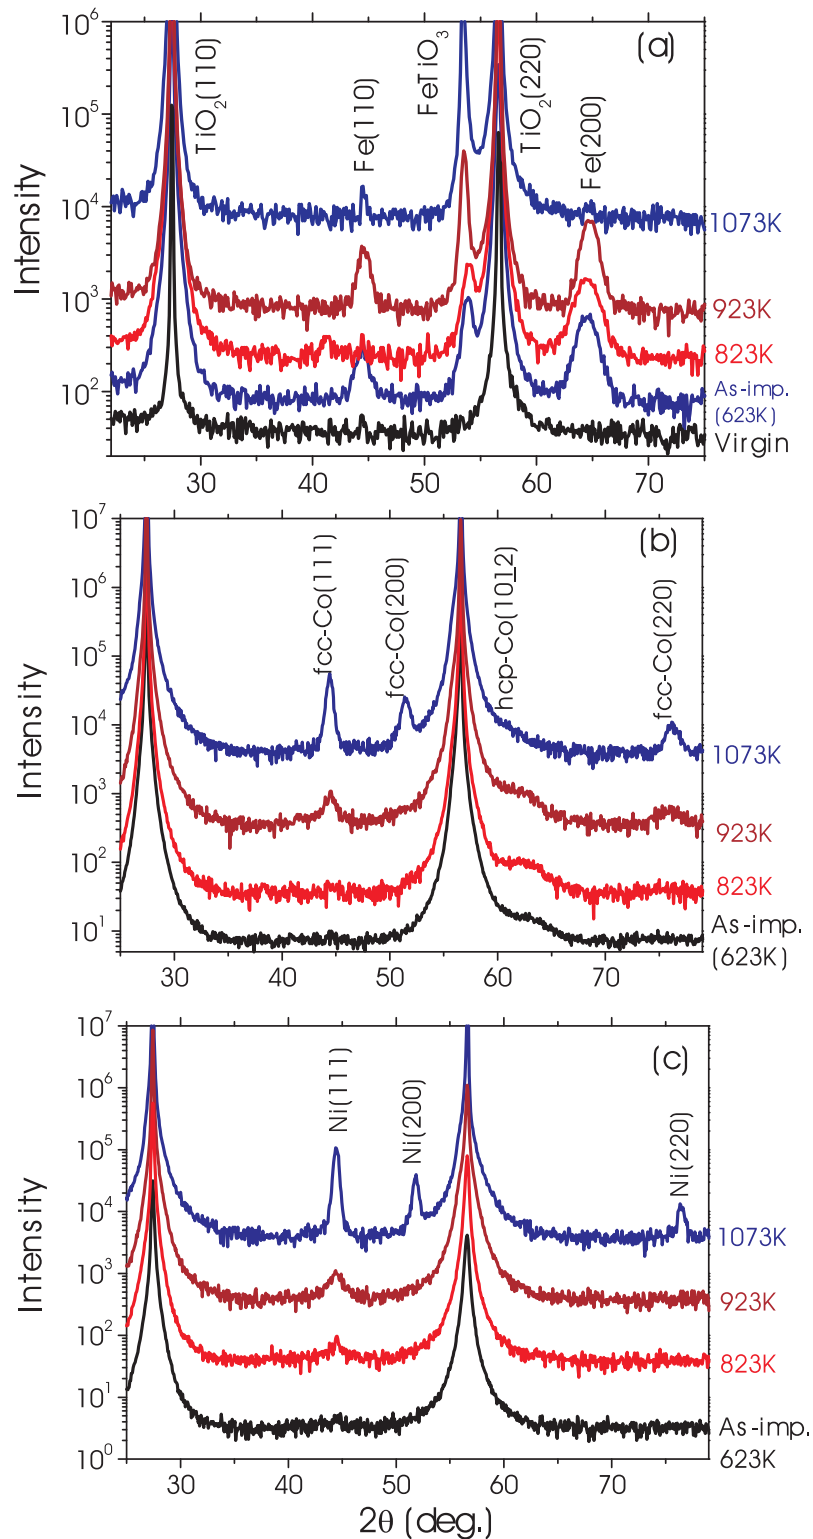 (a)
10^6
10^5
10^4
10^3
10^2
Intensity
TiO₂(110)
Fe(110)
FeTiO₃
TiO₂(220)
Fe(200)
1073K
923K
823K
As-imp.
(623K)
Virgin
30 40 50 60 70
(b)
10^7
10^6
10^5
10^4
10^3
10^2
10^1
Intensity
fcc-Co(111)
fcc-Co(200)
hcp-Co(101̲2)
fcc-Co(220)
1073K
923K
823K
As-imp.
(623K)
30 40 50 60 70
(c)
10^7
10^6
10^5
10^4
10^3
10^2
10^1
10^0
Intensity
Ni(111)
Ni(200)
Ni(220)
1073K
923K
823K
As-imp.
623K
30 40 50 60 70
2θ (deg.)